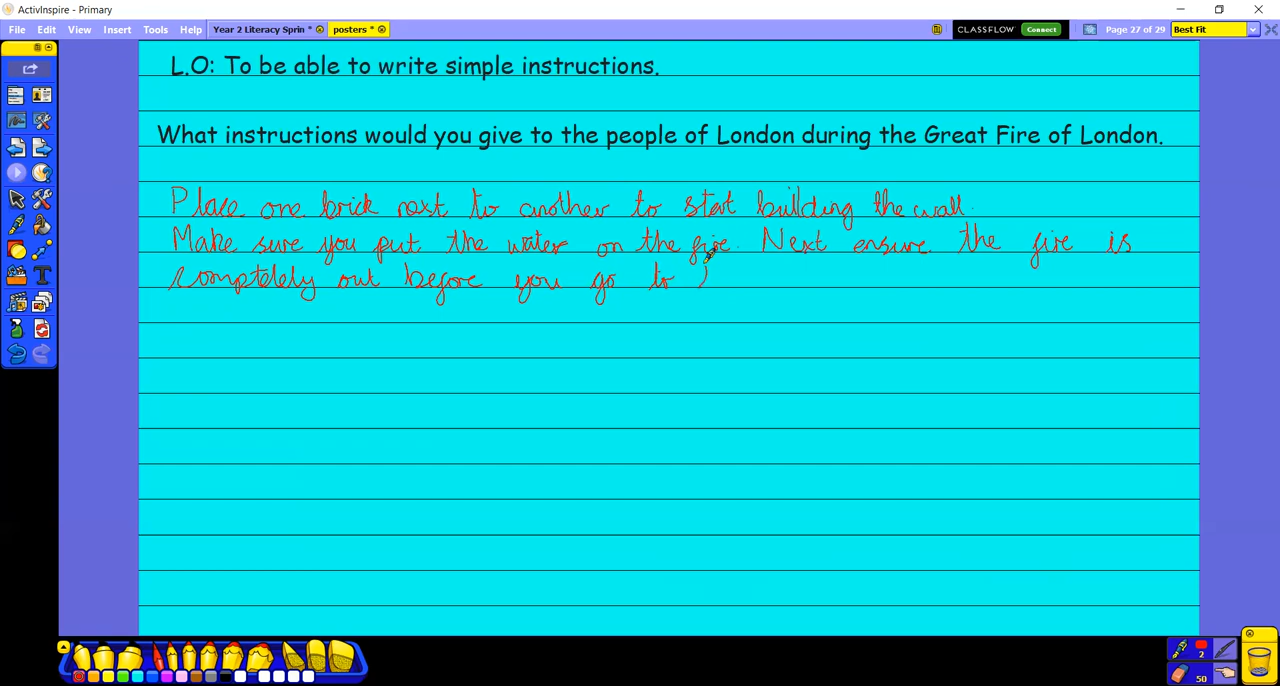 ActivInspire - Primary
File Edit View Insert Tools Help Year 2 Literacy Sprin * posters * CLASSFLOW Connect Page 27 of 29 Best Fit
L.O: To be able to write simple instructions.
What instructions would you give to the people of London during the Great Fire of London.
Place one brick next to another to start building the wall.
Make sure you put the water on the fire. Next ensure the fire is
completely out before you go to
2
50